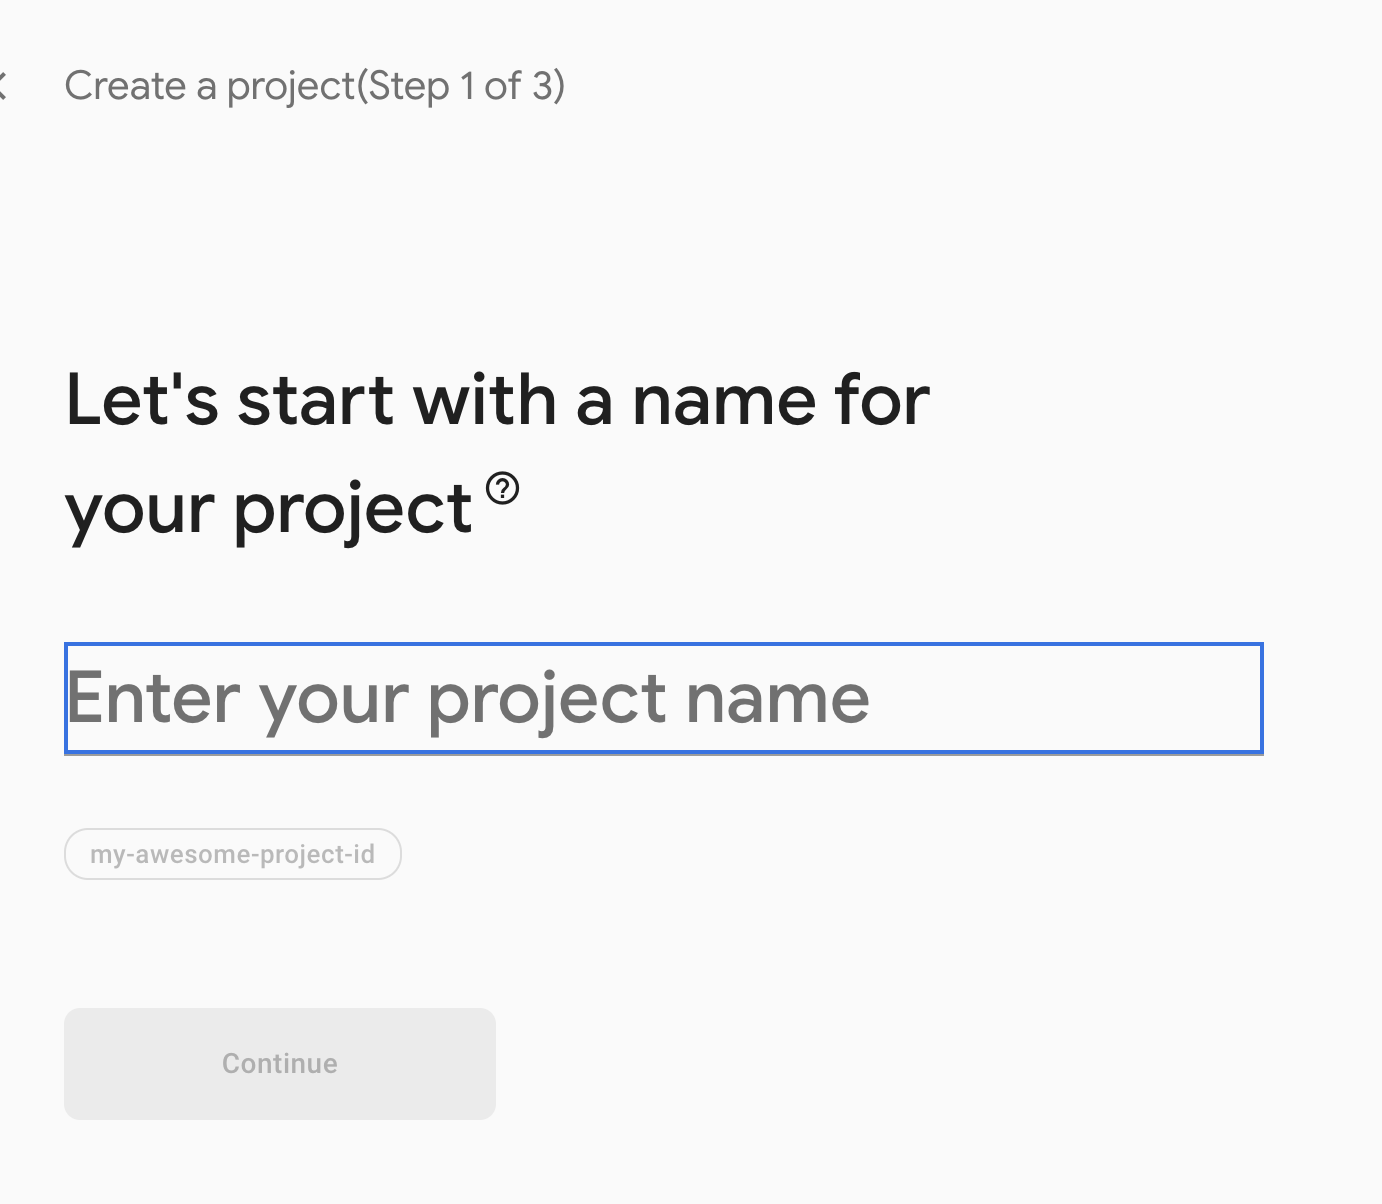 Create a project(Step 1 of 3)
Let's start with a name for
your project
Enter your project name
my-awesome-project-id
Continue